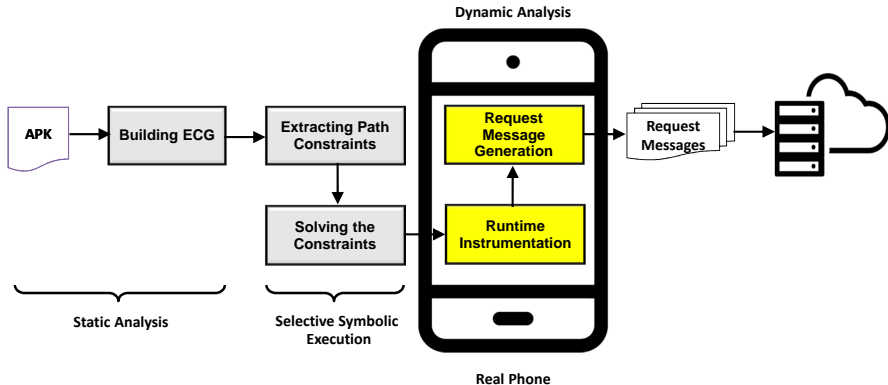 Dynamic Analysis
APK
Building ECG
Extracting Path
Constraints
Solving the
Constraints
Request
Message
Generation
Runtime
Instrumentation
Request
Messages
Static Analysis
Selective Symbolic
Execution
Real Phone